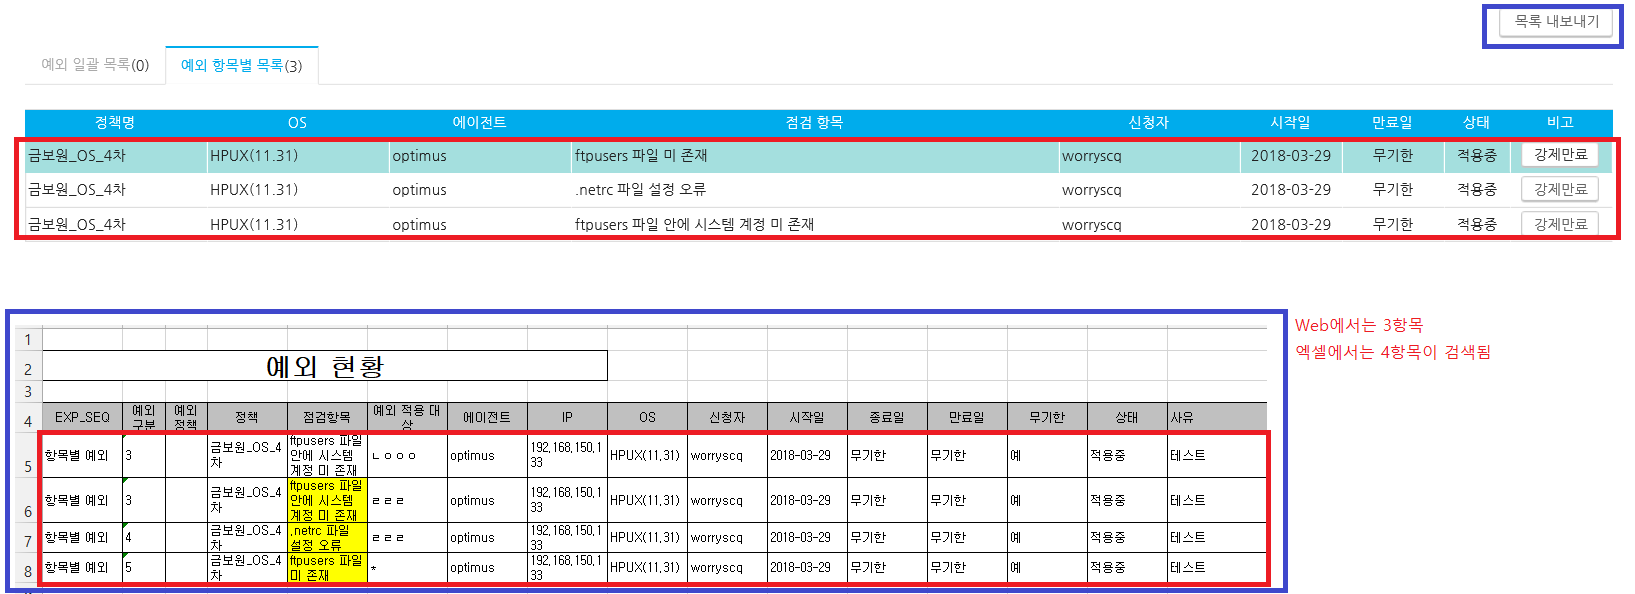 목록 내보내기
예외 일괄 목록(0) 예외 항목별 목록(3)
정책명 OS 에이전트 점검 항목 신청자 시작일 만료일 상태 비고
금보원_OS_4차 HPUX(11.31) optimus ftpusers 파일 미 존재 worryscq 2018-03-29 무기한 적용중 강제만료
금보원_OS_4차 HPUX(11.31) optimus .netrc 파일 설정 오류 worryscq 2018-03-29 무기한 적용중 강제만료
금보원_OS_4차 HPUX(11.31) optimus ftpusers 파일 안에 시스템 계정 미 존재 worryscq 2018-03-29 무기한 적용중 강제만료
Web에서는 3항목
엑셀에서는 4항목이 검색됨
1
2 예외 현황
3
4 EXP_SEQ 예외 구분 예외 정책 정책 점검항목 예외 적용 대상 에이전트 IP OS 신청자 시작일 종료일 만료일 무기한 상태 사유
5 항목별 예외 3 금보원_OS_4차 ftpusers 파일 안에 시스템 계정 미 존재 ㄴㅇㅇㅇ optimus 192.168.150.133 HPUX(11.31) worryscq 2018-03-29 무기한 무기한 예 적용중 테스트
6 항목별 예외 3 금보원_OS_4차 ftpusers 파일 안에 시스템 계정 미 존재 ㄹㄹㄹ optimus 192.168.150.133 HPUX(11.31) worryscq 2018-03-29 무기한 무기한 예 적용중 테스트
7 항목별 예외 4 금보원_OS_4차 .netrc 파일 설정 오류 ㄹㄹㄹ optimus 192.168.150.133 HPUX(11.31) worryscq 2018-03-29 무기한 무기한 예 적용중 테스트
8 항목별 예외 5 금보원_OS_4차 ftpusers 파일 미 존재 * optimus 192.168.150.133 HPUX(11.31) worryscq 2018-03-29 무기한 무기한 예 적용중 테스트